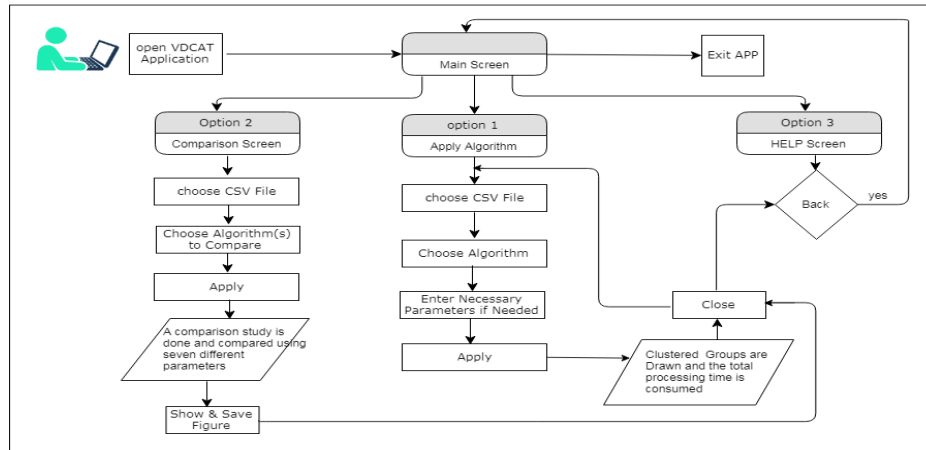 open VDCAT
Application
Main Screen
Exit APP
Option 2
Comparison Screen
choose CSV File
Choose Algorithm(s)
to Compare
Apply
A comparison study is
done and compared using
seven different
parameters
Show & Save
Figure
option 1
Apply Algorithm
choose CSV File
Choose Algorithm
Enter Necessary
Parameters if Needed
Apply
Clustered Groups are
Drawn and the total
processing time is
consumed
Close
Option 3
HELP Screen
Back
yes